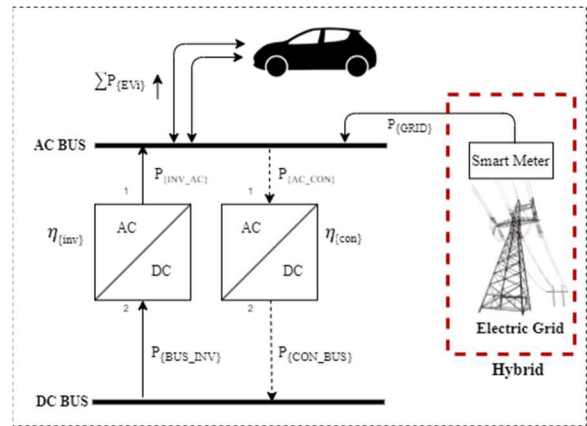 ∑P{EVi}
P{GRID}
AC BUS
Smart Meter
1
P{INV_AC}
1
P{AC_CON}
η{inv}
AC
DC
AC
DC
η{con}
2
2
Electric Grid
P{BUS_INV}
P{CON_BUS}
Hybrid
DC BUS